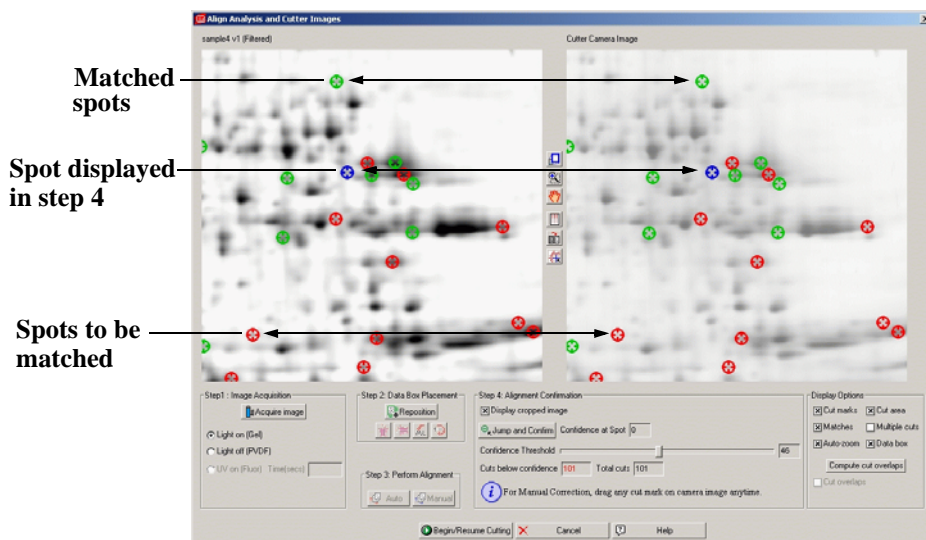 Align Analysis and Cutter Images
sample4 v1 (Filtered)
Cutter Camera Image
Matched
spots
Spot displayed
in step 4
Spots to be
matched
Step1 : Image Acquisition
Acquire image
Light on (Gel)
Light off (PVDF)
UV on (Fluor) Time(secs)
Step 2: Data Box Placement
Reposition
Step 3: Perform Alignment
Auto
Manual
Step 4: Alignment Confirmation
Display cropped image
Jump and Confirm
Confidence at Spot 0
Confidence Threshold
46
Cuts below confidence 101
Total cuts 101
For Manual Correction, drag any cut mark on camera image anytime.
Display Options
Cut marks
Cut area
Matches
Multiple cuts
Auto-zoom
Data box
Compute cut overlaps
Cut overlaps
Begin/Resume Cutting
Cancel
Help